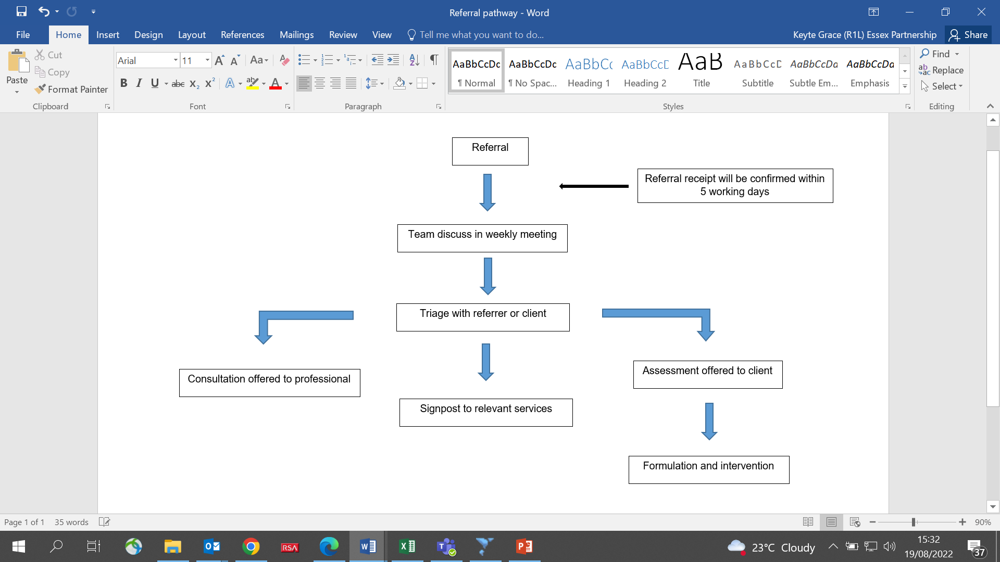 Referral pathway - Word
File Home Insert Design Layout References Mailings Review View Tell me what you want to do... Keyte Grace (R1L) Essex Partnership Share
Paste
Cut
Copy
Format Painter
Clipboard
Arial 11
Font
Paragraph
AaBbCcDc AaBbCcDc AaBbCc AaBbCcD AaB AaBbCcD AaBbCcDa AaBbCcDa
¶ Normal ¶ No Spac... Heading 1 Heading 2 Title Subtitle Subtle Em... Emphasis
Styles
Find
Replace
Select
Editing
Referral
Referral receipt will be confirmed within
5 working days
Team discuss in weekly meeting
Triage with referrer or client
Consultation offered to professional
Assessment offered to client
Signpost to relevant services
Formulation and intervention
Page 1 of 1 35 words 90%
23°C Cloudy
15:32
19/08/2022
37
RSA